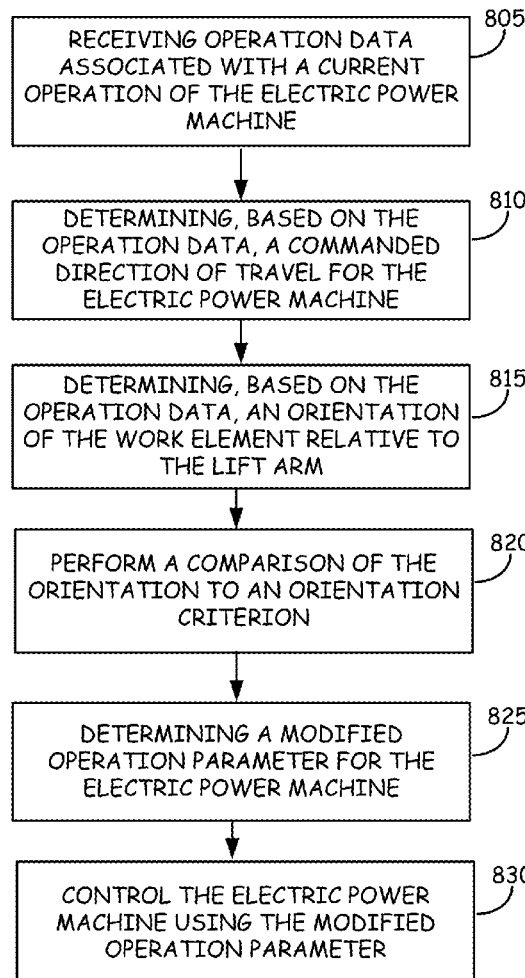 805
RECEIVING OPERATION DATA
ASSOCIATED WITH A CURRENT
OPERATION OF THE ELECTRIC POWER
MACHINE
810
DETERMINING, BASED ON THE
OPERATION DATA, A COMMANDED
DIRECTION OF TRAVEL FOR THE
ELECTRIC POWER MACHINE
815
DETERMINING, BASED ON THE
OPERATION DATA, AN ORIENTATION
OF THE WORK ELEMENT RELATIVE TO
THE LIFT ARM
820
PERFORM A COMPARISON OF THE
ORIENTATION TO AN ORIENTATION
CRITERION
825
DETERMINING A MODIFIED
OPERATION PARAMETER FOR THE
ELECTRIC POWER MACHINE
830
CONTROL THE ELECTRIC POWER
MACHINE USING THE MODIFIED
OPERATION PARAMETER